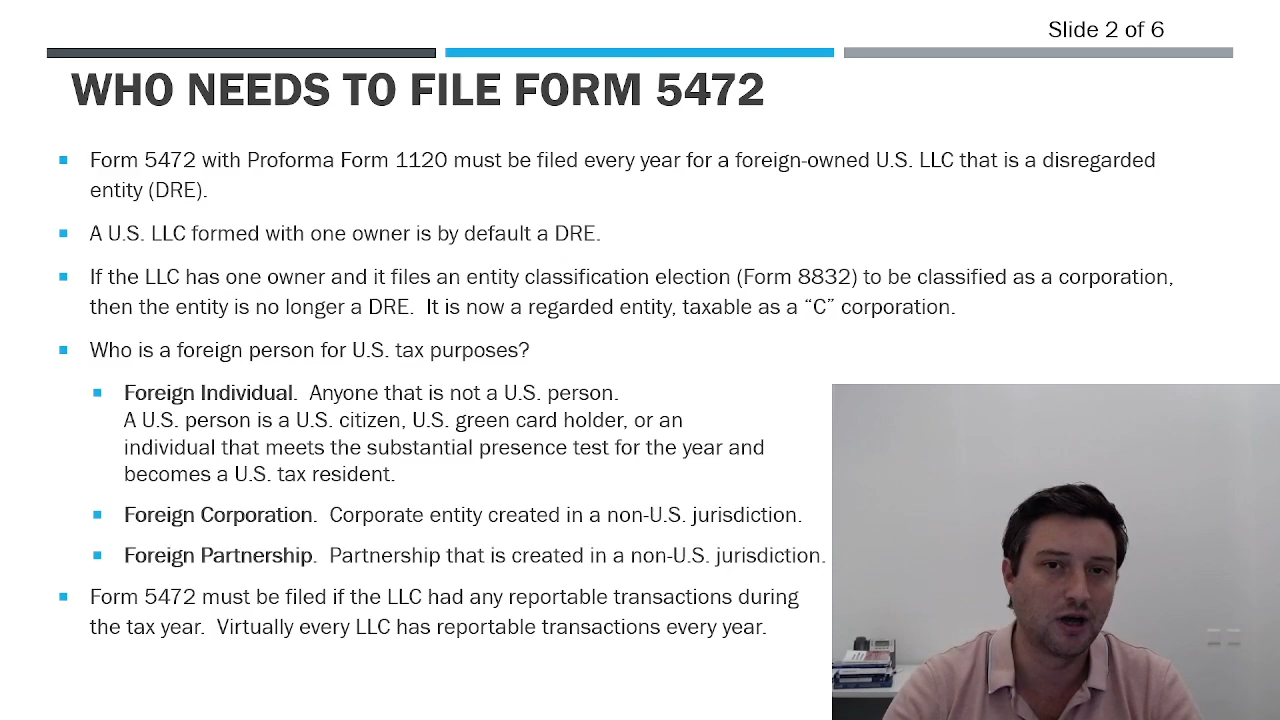 Slide 2 of 6
WHO NEEDS TO FILE FORM 5472
Form 5472 with Proforma Form 1120 must be filed every year for a foreign-owned U.S. LLC that is a disregarded
entity (DRE).
A U.S. LLC formed with one owner is by default a DRE.
If the LLC has one owner and it files an entity classification election (Form 8832) to be classified as a corporation,
then the entity is no longer a DRE. It is now a regarded entity, taxable as a “C” corporation.
Who is a foreign person for U.S. tax purposes?
Foreign Individual. Anyone that is not a U.S. person.
A U.S. person is a U.S. citizen, U.S. green card holder, or an
individual that meets the substantial presence test for the year and
becomes a U.S. tax resident.
Foreign Corporation. Corporate entity created in a non-U.S. jurisdiction.
Foreign Partnership. Partnership that is created in a non-U.S. jurisdiction.
Form 5472 must be filed if the LLC had any reportable transactions during
the tax year. Virtually every LLC has reportable transactions every year.